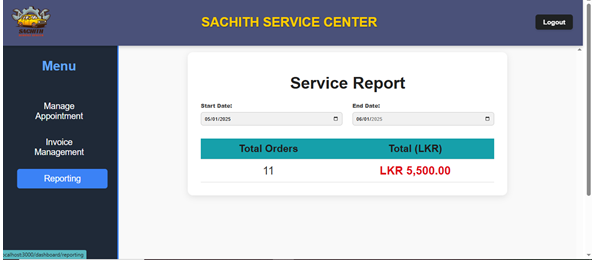 SACHITH
SACHITH SERVICE CENTER
Logout
Menu
Manage
Appointment
Invoice
Management
Reporting
Service Report
Start Date: End Date:
05/01/2025 06/01/2025
Total Orders Total (LKR)
11 LKR 5,500.00
localhost:3000/dashboard/reporting